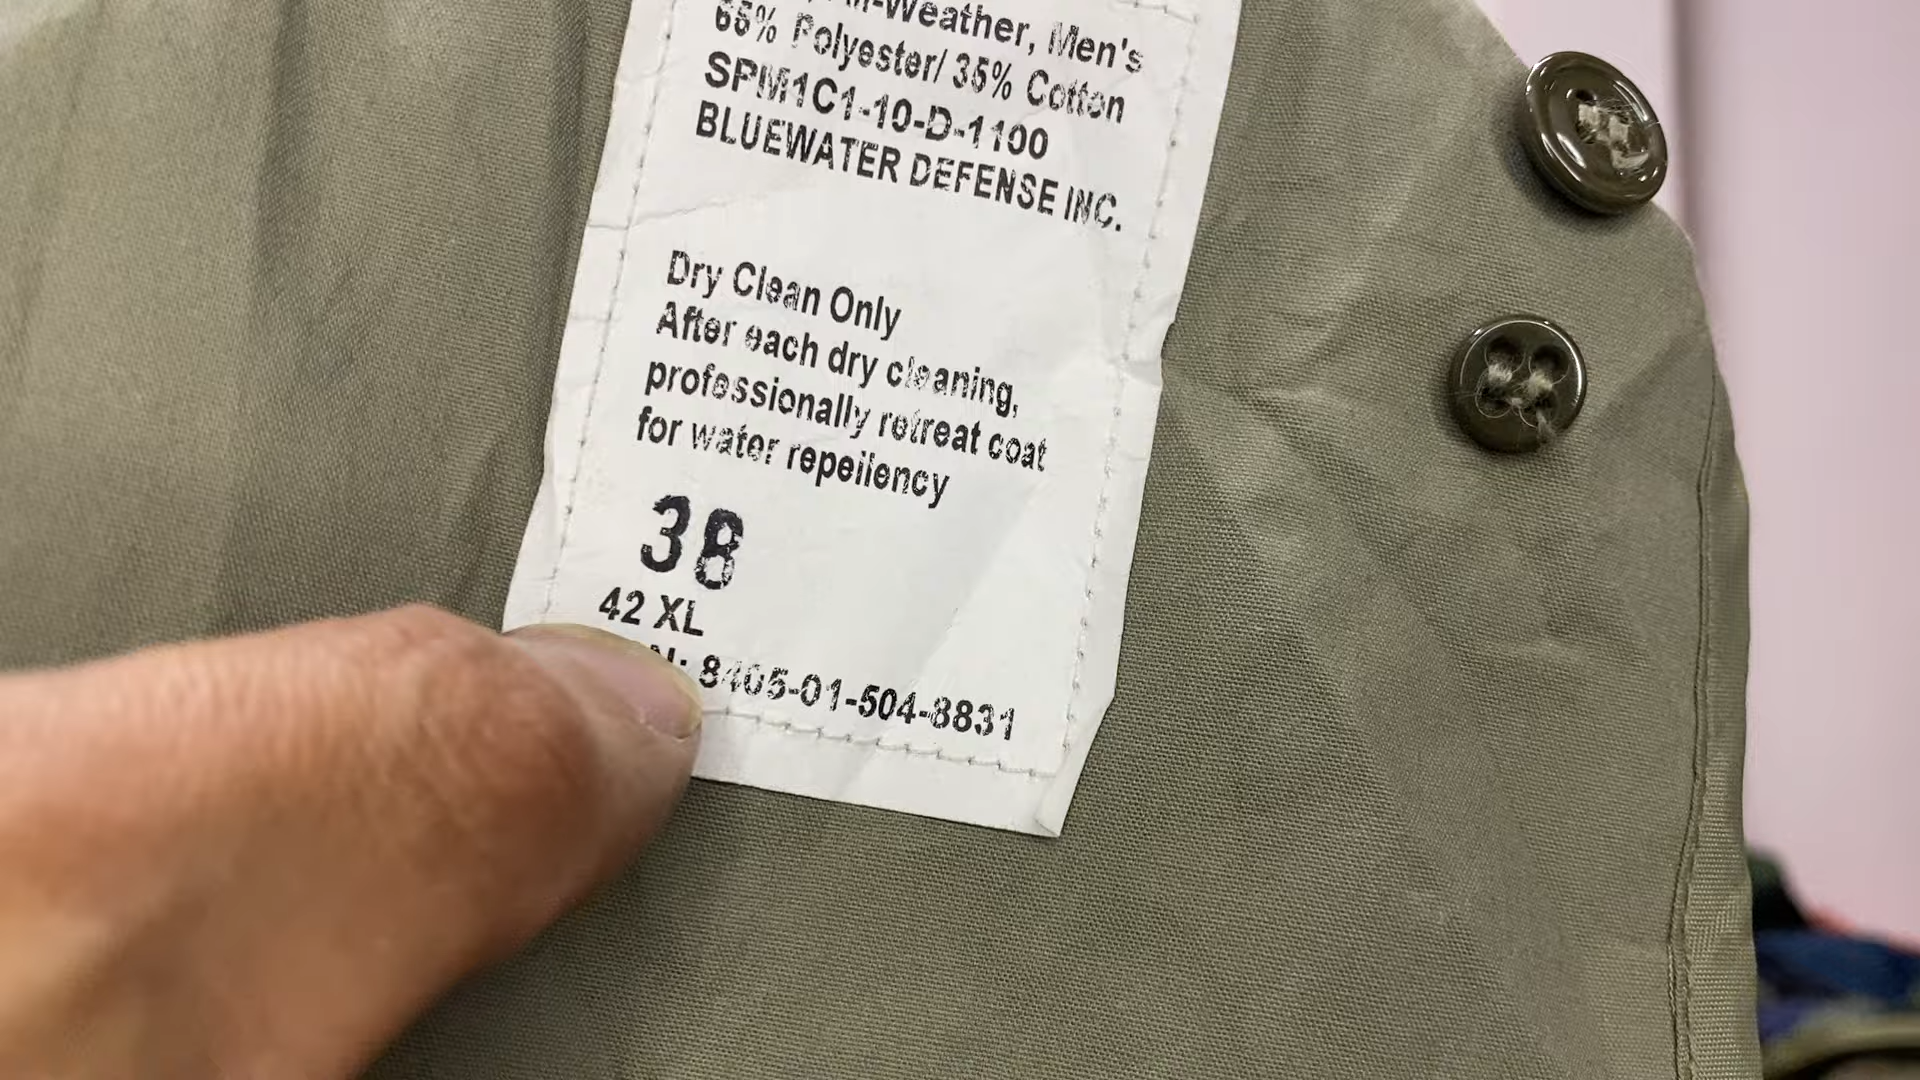 -Weather, Men's
65% Polyester/ 35% Cotton
SPM1C1-10-D-1100
BLUEWATER DEFENSE INC.
Dry Clean Only
After each dry cleaning,
professionally retreat coat
for water repellency
38
42 XL
N: 8405-01-504-8831